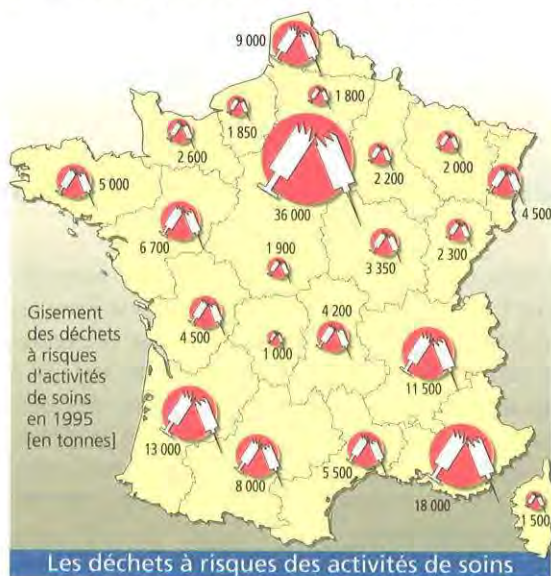 9 000
1 800
1 850
2 600
2 200
2 000
5 000
36 000
4 500
6 700
1 900
3 350
2 300
Gisement
des déchets
à risques
d'activités
de soins
en 1995
[en tonnes]
4 500
1 000
4 200
11 500
13 000
8 000
5 500
18 000
1 500
Les déchets à risques des activités de soins